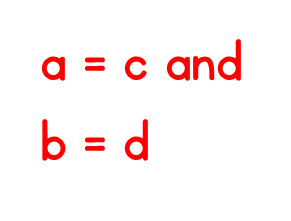 a = c and
b = d